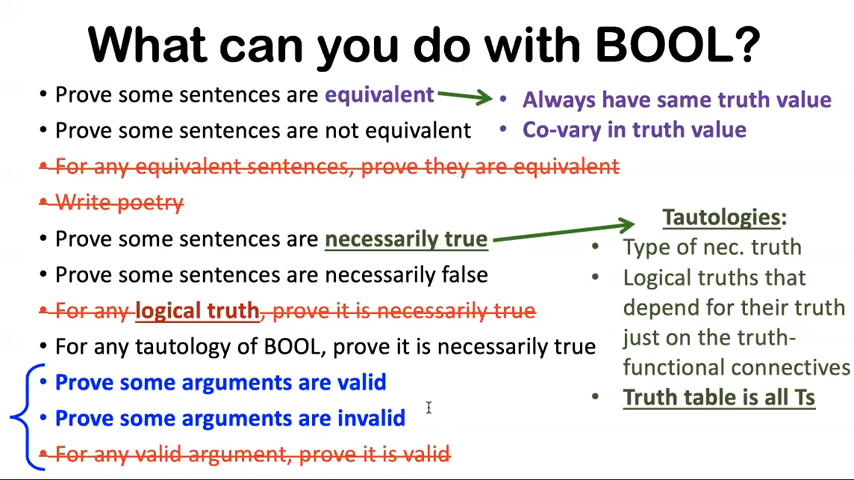 What can you do with BOOL?
• Prove some sentences are equivalent
• Always have same truth value
• Prove some sentences are not equivalent
• Co-vary in truth value
• For any equivalent sentences, prove they are equivalent
• Write poetry
• Prove some sentences are necessarily true
• Prove some sentences are necessarily false
• For any logical truth, prove it is necessarily true
• For any tautology of BOOL, prove it is necessarily true
• Prove some arguments are valid
• Prove some arguments are invalid
• For any valid argument, prove it is valid
Tautologies:
• Type of nec. truth
• Logical truths that
depend for their truth
just on the truth-
functional connectives
• Truth table is all Ts